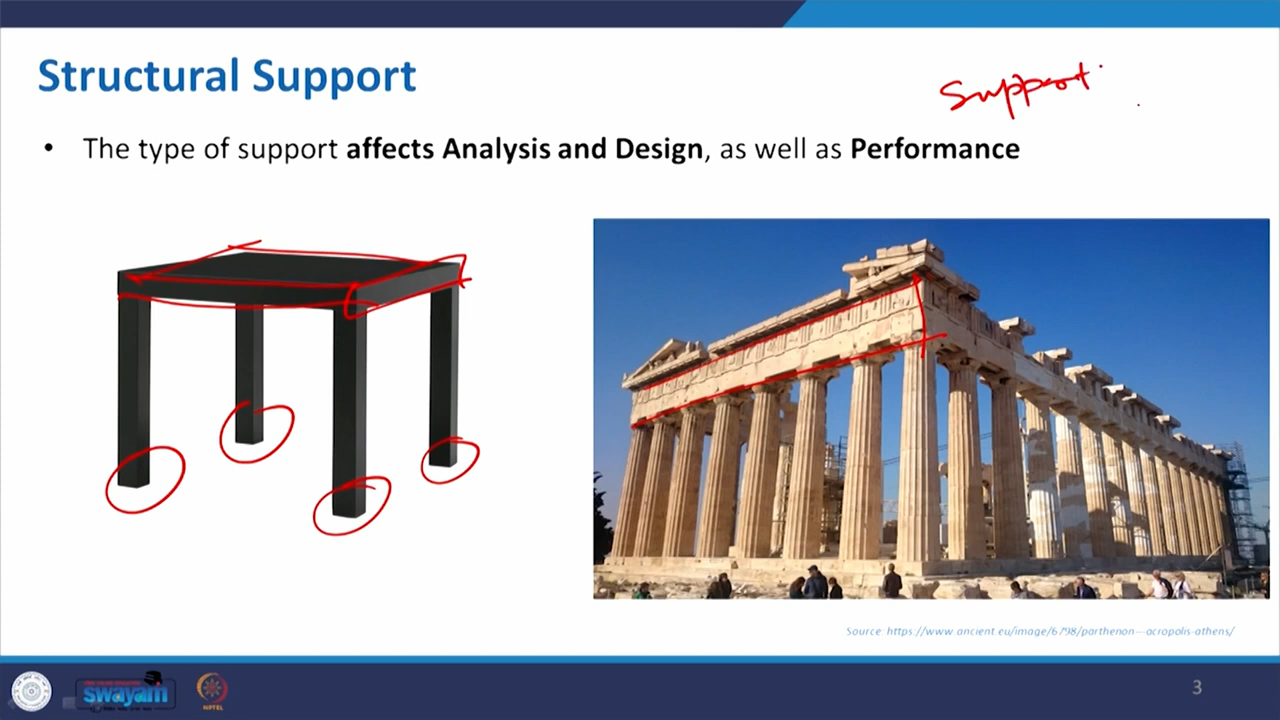 Structural Support
Support
• The type of support affects Analysis and Design, as well as Performance
Source: https://www.ancient.eu/image/6798/parthenon---acropolis-athens/
swayam
NPTEL
3